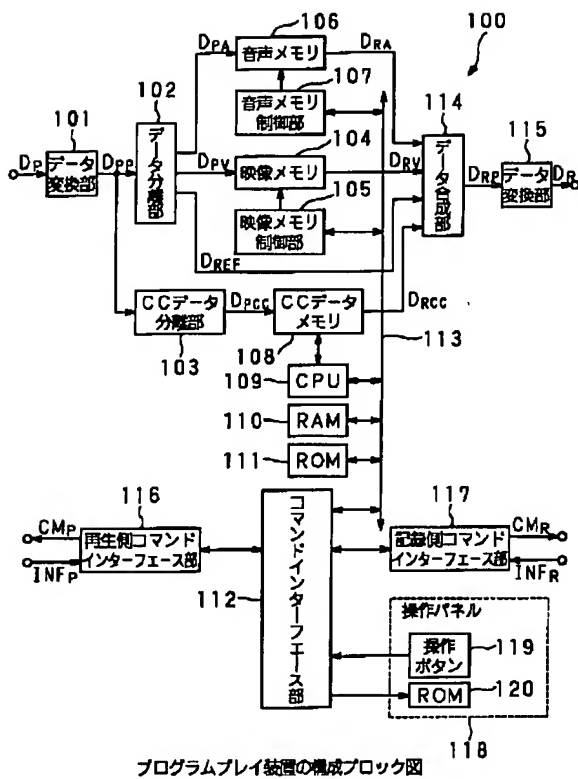 106
100
DPA
音声メモリ
DRA
107
102
114
101
音声メモリ
制御部
115
104
DP
データ
変換部
DPP
データ分離部
DPV
映像メモリ
DRV
データ合成部
DRP
データ
変換部
DR
105
映像メモリ
制御部
DREF
CCデータ
分離部
DPCC
CCデータ
メモリ
DRCC
103
108
113
109
CPU
110
RAM
111
ROM
116
117
CMP
再生側コマンド
インターフェース部
INFP
コマンドインターフェース部
記録側コマンド
インターフェース部
CMR
INFR
112
操作パネル
操作
ボタン
119
ROM
120
118
プログラムプレイ装置の構成ブロック図